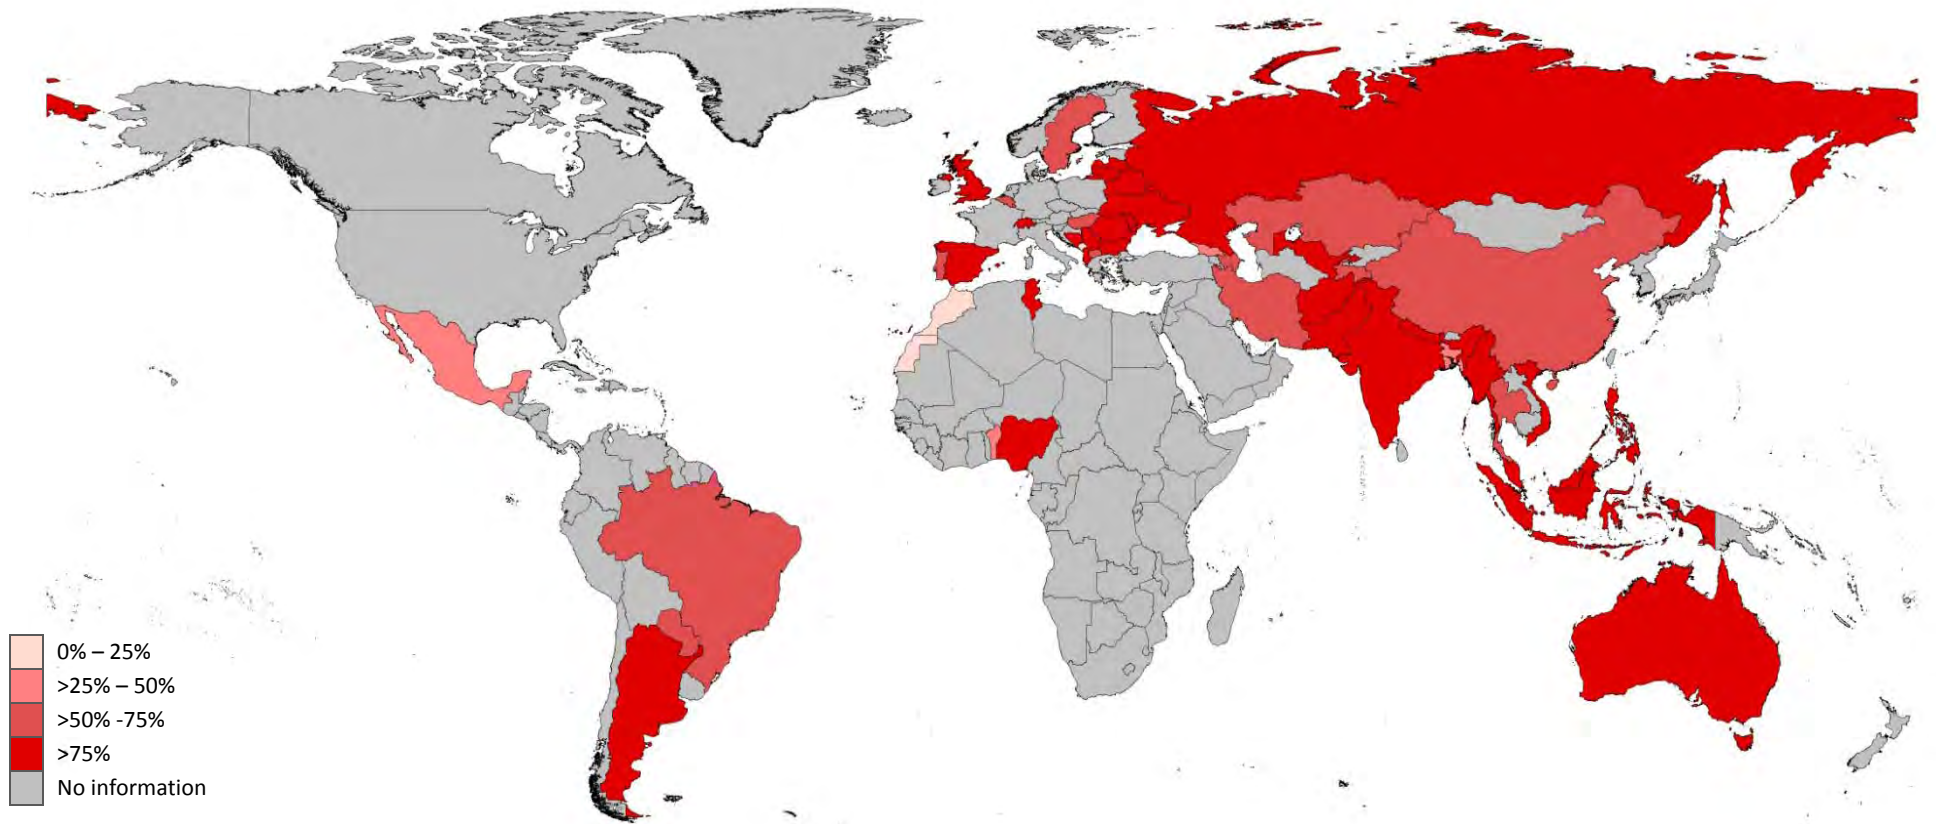 0% – 25%
>25% – 50%
>50% -75%
>75%
No information